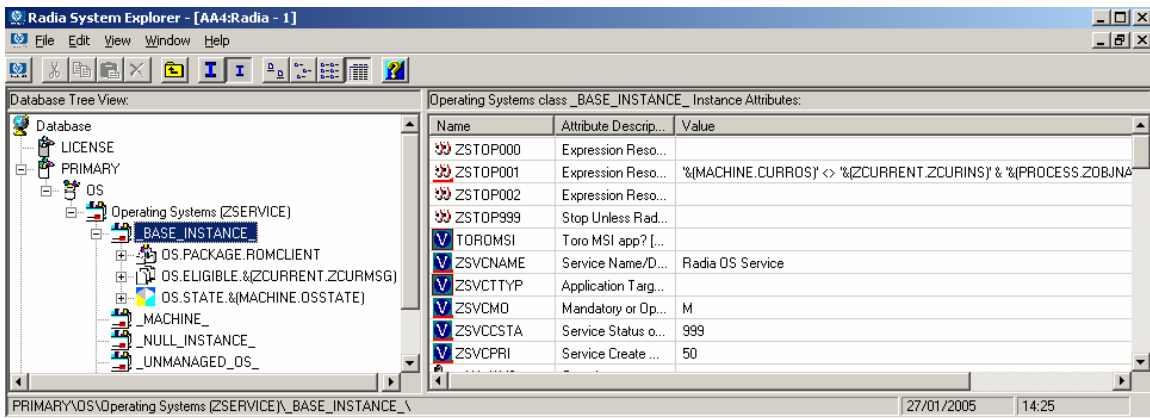 Radia System Explorer - [AA4:Radia - 1]
File Edit View Window Help
Database Tree View:
Operating Systems class _BASE_INSTANCE_ Instance Attributes:
Database
LICENSE
PRIMARY
OS
Operating Systems (ZSERVICE)
_BASE_INSTANCE_
OS.PACKAGE.ROMCLIENT
OS.ELIGIBLE.&(ZCURRENT.ZCURMSG)
OS.STATE.&(MACHINE.OSSTATE)
_MACHINE_
_NULL_INSTANCE_
_UNMANAGED_OS_
Name Attribute Descrip... Value
ZSTOP000 Expression Reso...
ZSTOP001 Expression Reso... '&(MACHINE.CURROS)' <> '&(ZCURRENT.ZCURINS)' & '&(PROCESS.ZOBJNA
ZSTOP002 Expression Reso...
ZSTOP999 Stop Unless Rad...
TOROMSI Toro MSI app? [...
ZSVCNAME Service Name/D... Radia OS Service
ZSVCTTYP Application Targ...
ZSVCMO Mandatory or Op... M
ZSVCCSTA Service Status o... 999
ZSVCPRI Service Create ... 50
PRIMARY\OS\Operating Systems (ZSERVICE)\_BASE_INSTANCE_\
27/01/2005 14:25